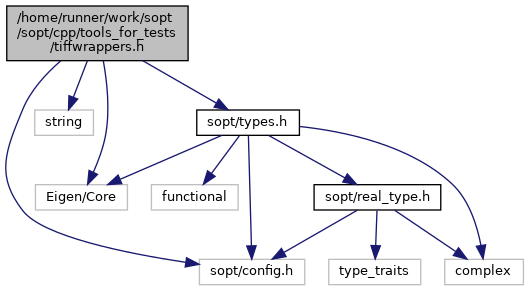 /home/runner/work/sopt
/sopt/cpp/tools_for_tests
/tiffwrappers.h
string
sopt/types.h
Eigen/Core
functional
sopt/real_type.h
sopt/config.h
type_traits
complex